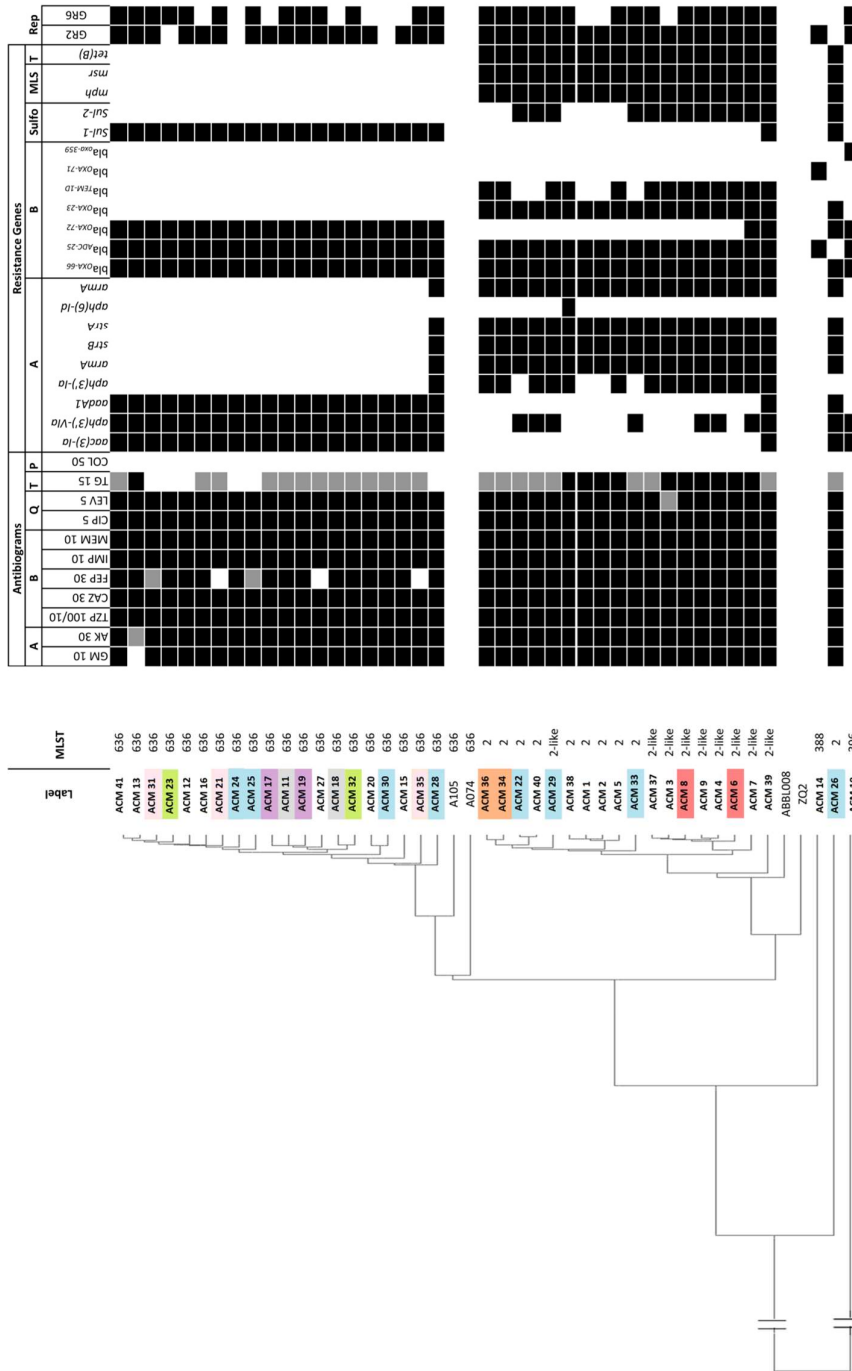 Antibiograms
Resistance Genes
Rep
A
B
Q
T
P
A
B
Sulfo
MLS
T
Label
MLST
GM 10
AK 30
TZP 100/10
CAZ 30
FEP 30
IMP 10
MEM 10
CIP 5
LEV 5
TG 15
COL 50
aac(3)-Ia
aph(3')-VIa
aadA1
aph(3')-Ia
armA
strB
strA
aph(6)-Id
armA
blaOXA-66
blaADC-25
blaOXA-72
blaOXA-23
blaTEM-1D
blaOXA-71
blaoxa-359
Sul-1
Sul-2
mph
msr
tet(B)
GR2
GR6
ACM 41 636
ACM 13 636
ACM 31 636
ACM 23 636
ACM 12 636
ACM 16 636
ACM 21 636
ACM 24 636
ACM 25 636
ACM 17 636
ACM 11 636
ACM 19 636
ACM 27 636
ACM 18 636
ACM 32 636
ACM 20 636
ACM 30 636
ACM 15 636
ACM 35 636
ACM 28 636
A105 636
A074 636
ACM 36 2
ACM 34 2
ACM 22 2
ACM 40 2
ACM 29 2-like
ACM 38 2
ACM 1 2
ACM 2 2
ACM 5 2
ACM 33 2
ACM 37 2-like
ACM 3 2-like
ACM 8 2-like
ACM 9 2-like
ACM 4 2-like
ACM 6 2-like
ACM 7 2-like
ACM 39 2-like
ABBL008
ZQ2
ACM 14 388
ACM 26 2